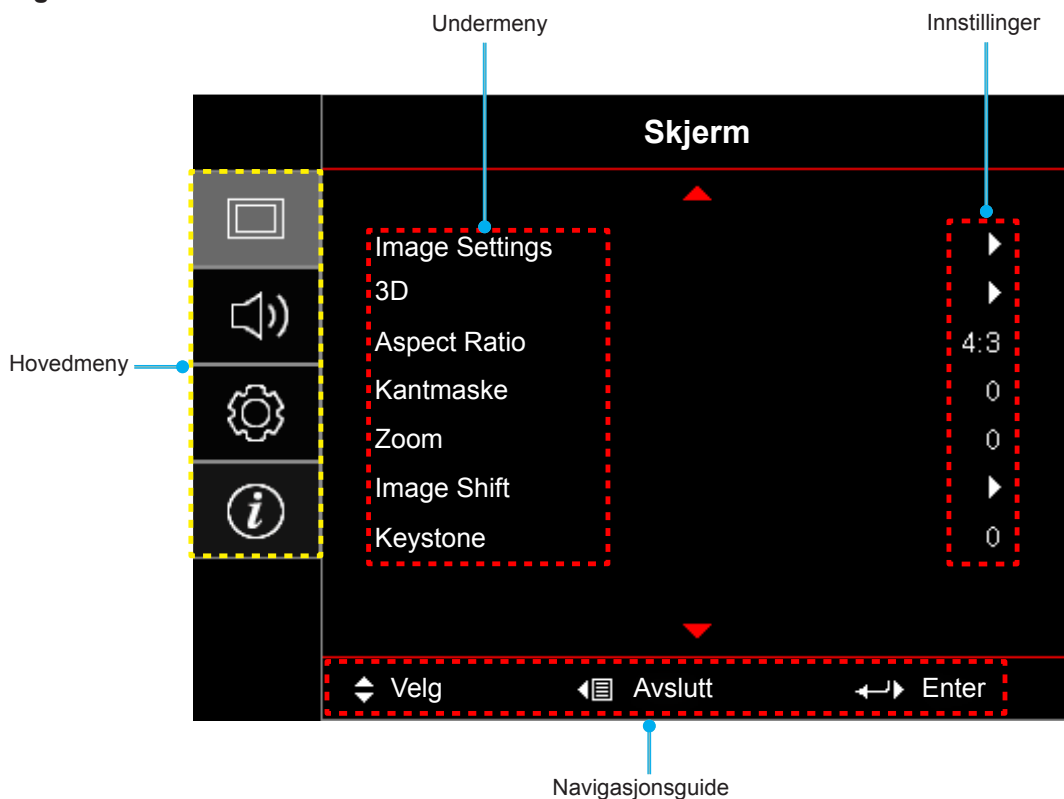 Undermeny
Innstillinger
Skjerm
Image Settings
3D
Aspect Ratio 4:3
Hovedmeny
Kantmaske 0
Zoom 0
Image Shift
Keystone 0
Velg Avslutt Enter
Navigasjonsguide